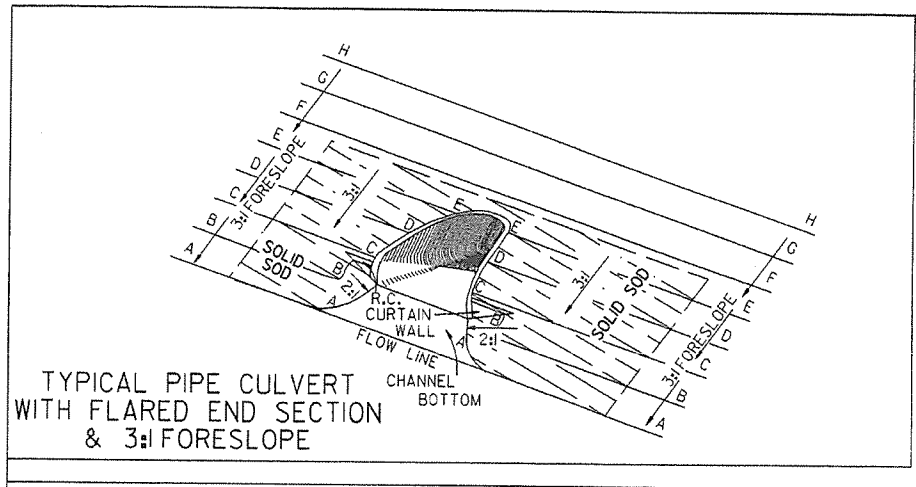 H
G
F
E
D
C
B
A
3:1 FORESLOPE
SOLID
SOD
3:1
E
D
C
B
A
2:1
E
D
C
B
A
2:1
R.C.
CURTAIN
WALL
FLOW LINE
CHANNEL
BOTTOM
3:1
SOLID SOD
3:1 FORESLOPE
H
G
F
E
D
C
B
A
TYPICAL PIPE CULVERT
WITH FLARED END SECTION
& 3:1 FORESLOPE